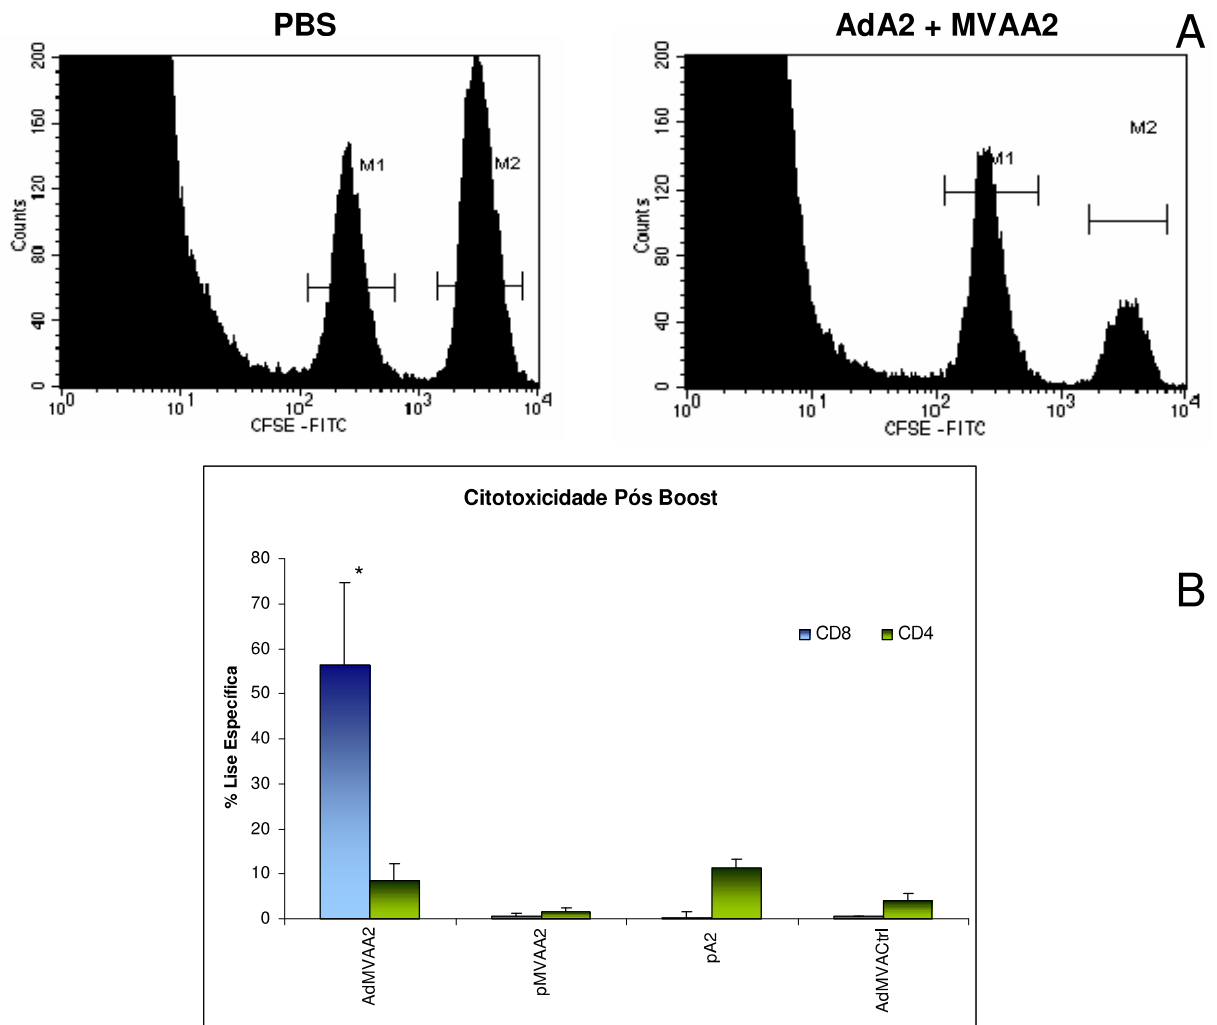 PBS
AdA2 + MVAA2
A
200
160
120
80
40
0
Counts
M1
M2
10^0
10^1
10^2
10^3
10^4
CFSE -FITC
200
160
120
80
40
0
Counts
M1
M2
10^0
10^1
10^2
10^3
10^4
CFSE -FITC
B
Citotoxicidade Pós Boost
80
70
60
50
40
30
20
10
0
% Lise Específica
*
CD8
CD4
AdMVAA2
pMVAA2
pA2
AdMVACtrl